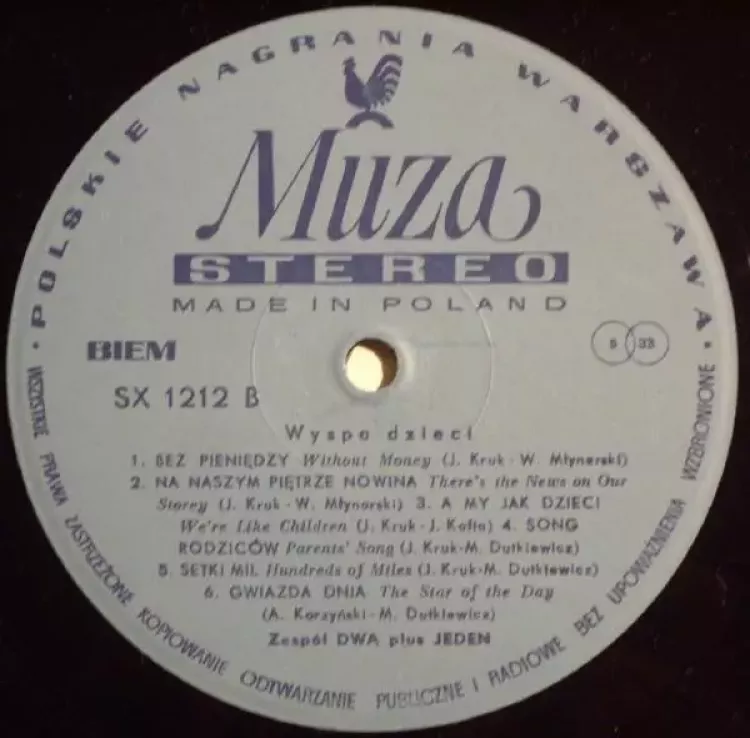 • POLSKIE NAGRANIA WARSZAWA •
Muza
STEREO
MADE IN POLAND
BIEM
S 33
SX 1212 B
Wyspa dzieci
1. BEZ PIENIĘDZY Without Money (J. Kruk - W. Młynarski)
2. NA NASZYM PIĘTRZE NOWINA There's the News on Our
Storey (J. Kruk - W. Młynarski) 3. A MY JAK DZIECI
We're Like Children (J. Kruk - J. Kofta) 4. SONG
RODZICÓW Parents' Song (J. Kruk-M. Dutkiewicz)
5. SETKI MIL Hundreds of Miles (J. Kruk-M. Dutkiewicz)
6. GWIAZDA DNIA The Star of the Day
(A. Korzyński-M. Dutkiewicz)
Zespół DWA plus JEDEN
WSZYSTKIE PRAWA ZASTRZEŻONE KOPIOWANIE ODTWARZANIE PUBLICZNE I RADIOWE BEZ UPOWAŻNIENIA WZBRONIONE